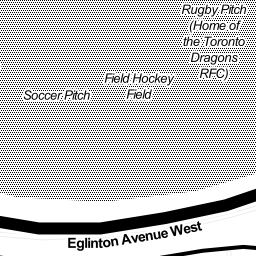 Rugby Pitch
(Home of
the Toronto
Dragons
RFC)
Field Hockey
Field
Soccer Pitch
Eglinton Avenue West